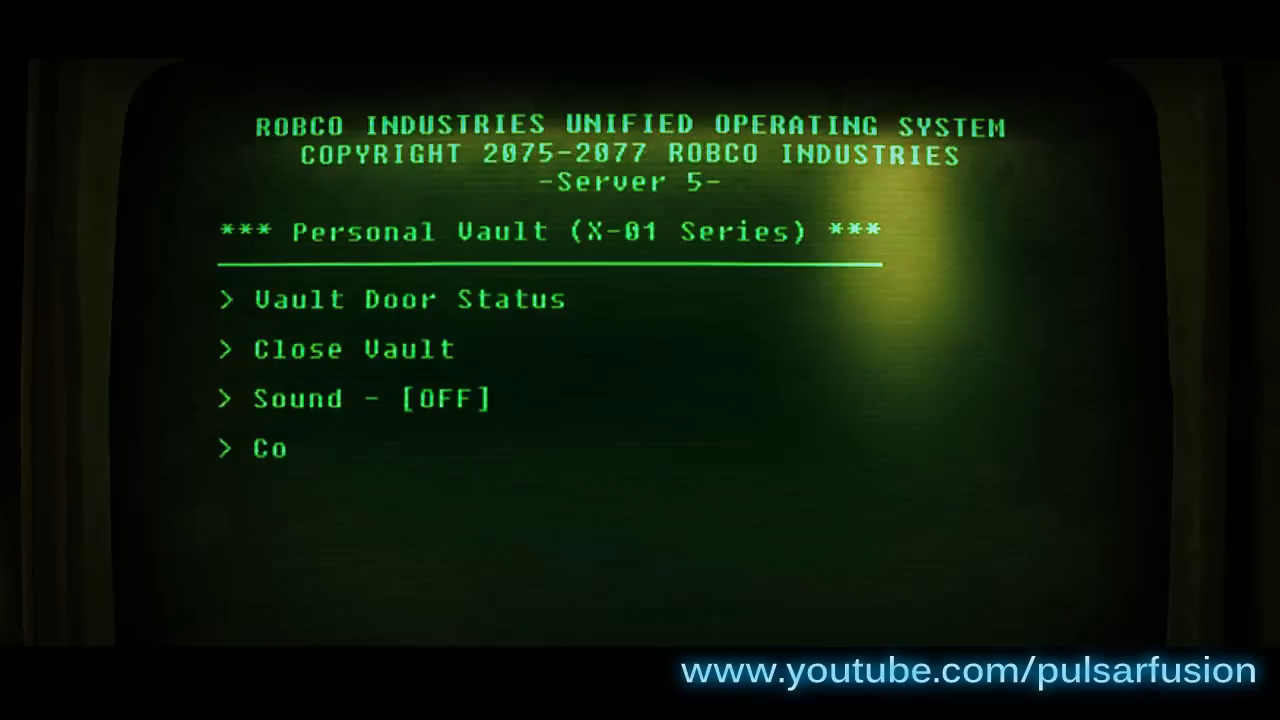 ROBCO INDUSTRIES UNIFIED OPERATING SYSTEM
COPYRIGHT 2075-2077 ROBCO INDUSTRIES
-Server 5-
*** Personal Vault (X-01 Series) ***
> Vault Door Status
> Close Vault
> Sound - [OFF]
> Co
www.youtube.com/pulsarfusion